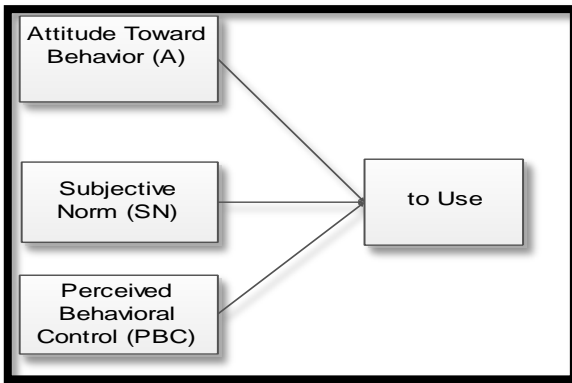 Attitude Toward
Behavior (A)
Subjective
Norm (SN)
to Use
Perceived
Behavioral
Control (PBC)